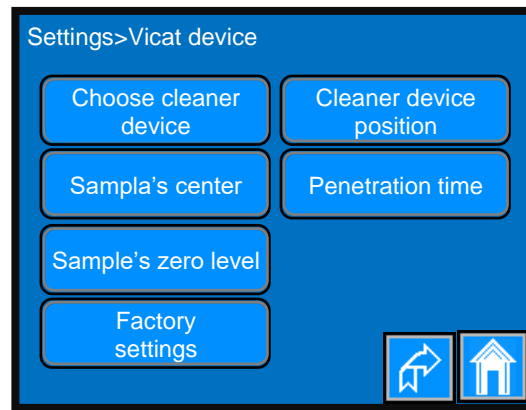 Settings>Vicat device
Choose cleaner
device
Cleaner device
position
Sampla's center
Penetration time
Sample's zero level
Factory
settings